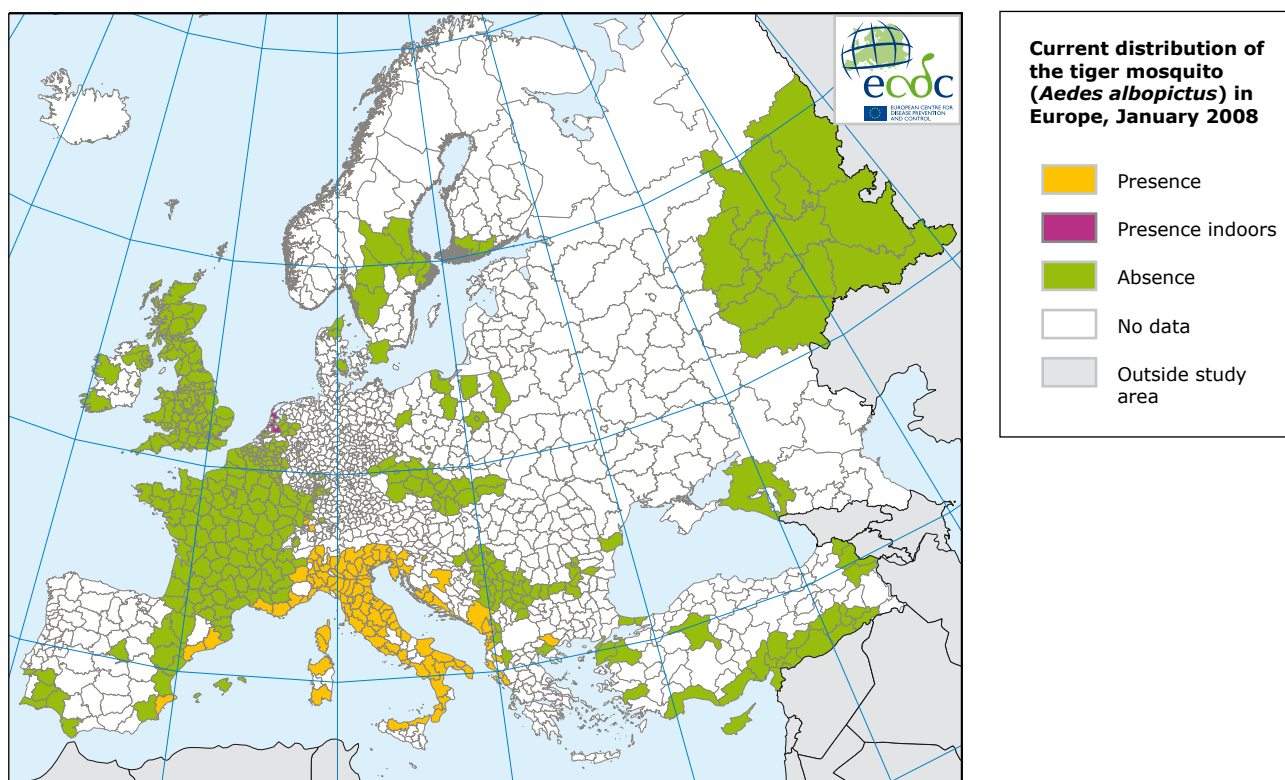 ecdc
EUROPEAN CENTRE FOR
DISEASE PREVENTION
AND CONTROL
Current distribution of
the tiger mosquito
(Aedes albopictus) in
Europe, January 2008
Presence
Presence indoors
Absence
No data
Outside study
area